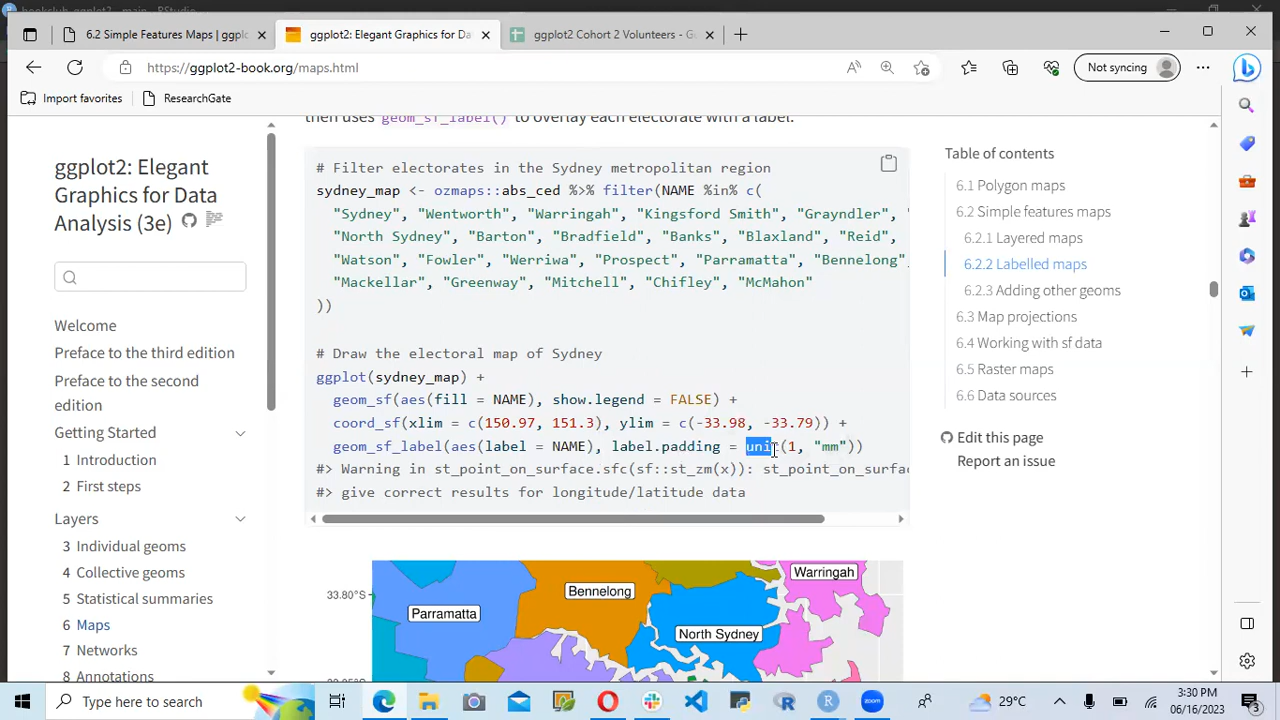 bookclub-ggplot2 - main - RStudio
6.2 Simple Features Maps | ggplo
ggplot2: Elegant Graphics for Da
ggplot2 Cohort 2 Volunteers - Go
https://ggplot2-book.org/maps.html
Not syncing
Import favorites
ResearchGate
ggplot2: Elegant
Graphics for Data
Analysis (3e)
Welcome
Preface to the third edition
Preface to the second
edition
Getting Started
1 Introduction
2 First steps
Layers
3 Individual geoms
4 Collective geoms
5 Statistical summaries
6 Maps
7 Networks
8 Annotations
then uses geom_sf_label() to overlay each electorate with a label.
# Filter electorates in the Sydney metropolitan region
sydney_map <- ozmaps::abs_ced %>% filter(NAME %in% c(
"Sydney", "Wentworth", "Warringah", "Kingsford Smith", "Grayndler", "
"North Sydney", "Barton", "Bradfield", "Banks", "Blaxland", "Reid",
"Watson", "Fowler", "Werriwa", "Prospect", "Parramatta", "Bennelong",
"Mackellar", "Greenway", "Mitchell", "Chifley", "McMahon"
))
# Draw the electoral map of Sydney
ggplot(sydney_map) +
geom_sf(aes(fill = NAME), show.legend = FALSE) +
coord_sf(xlim = c(150.97, 151.3), ylim = c(-33.98, -33.79)) +
geom_sf_label(aes(label = NAME), label.padding = unit(1, "mm"))
#> Warning in st_point_on_surface.sfc(sf::st_zm(x)): st_point_on_surfac
#> give correct results for longitude/latitude data
33.80°S
Parramatta
Bennelong
North Sydney
Warringah
Table of contents
6.1 Polygon maps
6.2 Simple features maps
6.2.1 Layered maps
6.2.2 Labelled maps
6.2.3 Adding other geoms
6.3 Map projections
6.4 Working with sf data
6.5 Raster maps
6.6 Data sources
Edit this page
Report an issue
Type here to search
29°C
3:30 PM
06/16/2023
3